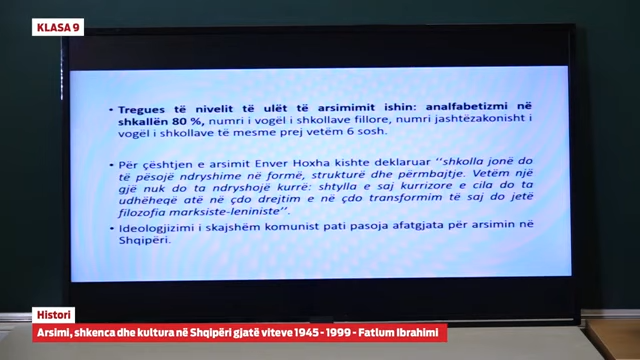 KLASA 9
• Tregues të nivelit të ulët të arsimimit ishin: analfabetizmi në
shkallën 80 %, numri i vogël i shkollave fillore, numri jashtëzakonisht i
vogël i shkollave të mesme prej vetëm 6 sosh.
• Për çështjen e arsimit Enver Hoxha kishte deklaruar ‘‘shkolla jonë do
të pësojë ndryshime në formë, strukturë dhe përmbajtje. Vetëm një
gjë nuk do ta ndryshojë kurrë: shtylla e saj kurrizore e cila do ta
udhëheqë atë në çdo drejtim e në çdo transformim të saj do jetë
filozofia marksiste-leniniste’’.
• Ideologjizimi i skajshëm komunist pati pasoja afatgjata për arsimin në
Shqipëri.
Histori
Arsimi, shkenca dhe kultura në Shqipëri gjatë viteve 1945 - 1999 - Fatlum Ibrahimi